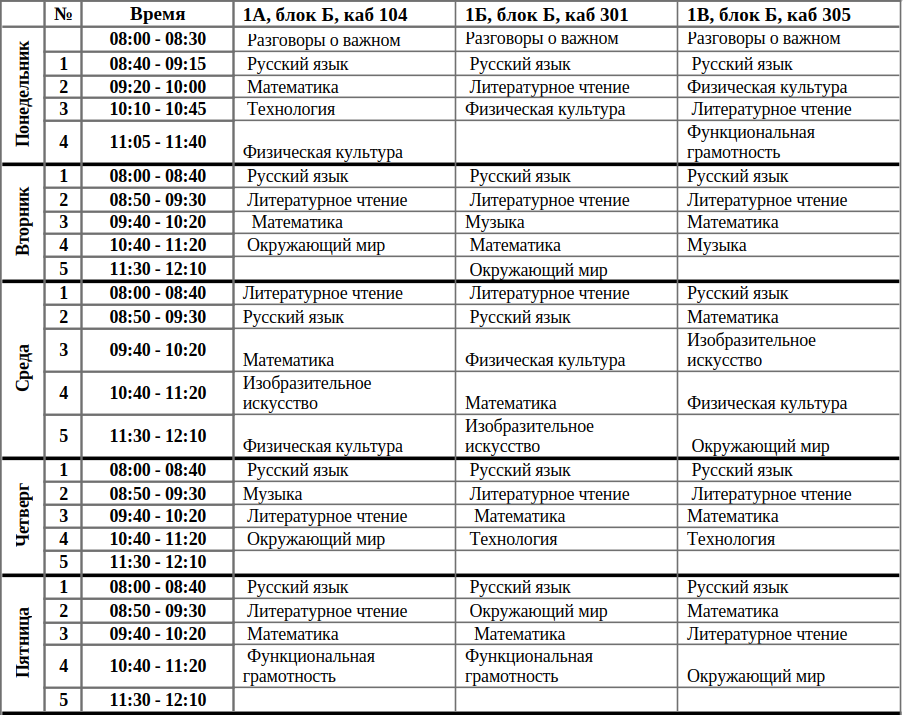 № Время 1А, блок Б, каб 104 1Б, блок Б, каб 301 1В, блок Б, каб 305
Понедельник
08:00 - 08:30 Разговоры о важном Разговоры о важном Разговоры о важном
1 08:40 - 09:15 Русский язык Русский язык Русский язык
2 09:20 - 10:00 Математика Литературное чтение Физическая культура
3 10:10 - 10:45 Технология Физическая культура Литературное чтение
4 11:05 - 11:40 Физическая культура Функциональная
грамотность
Вторник
1 08:00 - 08:40 Русский язык Русский язык Русский язык
2 08:50 - 09:30 Литературное чтение Литературное чтение Литературное чтение
3 09:40 - 10:20 Математика Музыка Математика
4 10:40 - 11:20 Окружающий мир Математика Музыка
5 11:30 - 12:10 Окружающий мир
Среда
1 08:00 - 08:40 Литературное чтение Литературное чтение Русский язык
2 08:50 - 09:30 Русский язык Русский язык Математика
3 09:40 - 10:20 Математика Физическая культура Изобразительное
искусство
4 10:40 - 11:20 Изобразительное
искусство Математика Физическая культура
5 11:30 - 12:10 Физическая культура Изобразительное
искусство Окружающий мир
Четверг
1 08:00 - 08:40 Русский язык Русский язык Русский язык
2 08:50 - 09:30 Музыка Литературное чтение Литературное чтение
3 09:40 - 10:20 Литературное чтение Математика Математика
4 10:40 - 11:20 Окружающий мир Технология Технология
5 11:30 - 12:10
Пятница
1 08:00 - 08:40 Русский язык Русский язык Русский язык
2 08:50 - 09:30 Литературное чтение Окружающий мир Математика
3 09:40 - 10:20 Математика Математика Литературное чтение
4 10:40 - 11:20 Функциональная
грамотность Функциональная
грамотность Окружающий мир
5 11:30 - 12:10